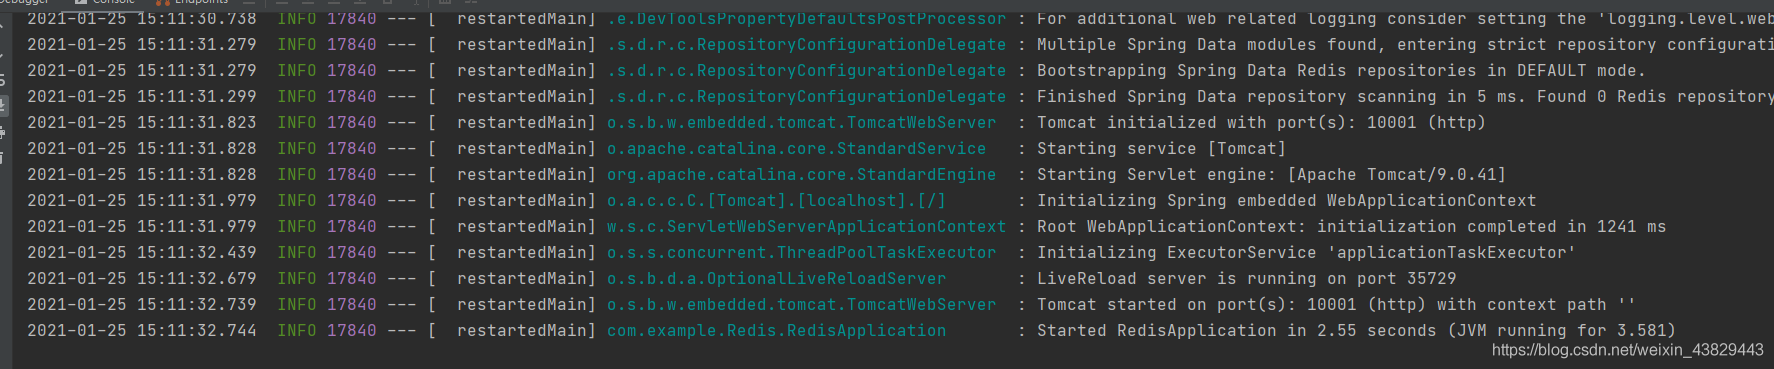 Debugger Console Endpoints
2021-01-25 15:11:30.738  INFO 17840 --- [  restartedMain] .e.DevToolsPropertyDefaultsPostProcessor : For additional web related logging consider setting the 'logging.level.web
2021-01-25 15:11:31.279  INFO 17840 --- [  restartedMain] .s.d.r.c.RepositoryConfigurationDelegate : Multiple Spring Data modules found, entering strict repository configurati
2021-01-25 15:11:31.279  INFO 17840 --- [  restartedMain] .s.d.r.c.RepositoryConfigurationDelegate : Bootstrapping Spring Data Redis repositories in DEFAULT mode.
2021-01-25 15:11:31.299  INFO 17840 --- [  restartedMain] .s.d.r.c.RepositoryConfigurationDelegate : Finished Spring Data repository scanning in 5 ms. Found 0 Redis repository
2021-01-25 15:11:31.823  INFO 17840 --- [  restartedMain] o.s.b.w.embedded.tomcat.TomcatWebServer  : Tomcat initialized with port(s): 10001 (http)
2021-01-25 15:11:31.828  INFO 17840 --- [  restartedMain] o.apache.catalina.core.StandardService   : Starting service [Tomcat]
2021-01-25 15:11:31.828  INFO 17840 --- [  restartedMain] org.apache.catalina.core.StandardEngine  : Starting Servlet engine: [Apache Tomcat/9.0.41]
2021-01-25 15:11:31.979  INFO 17840 --- [  restartedMain] o.a.c.c.C.[Tomcat].[localhost].[/]       : Initializing Spring embedded WebApplicationContext
2021-01-25 15:11:31.979  INFO 17840 --- [  restartedMain] w.s.c.ServletWebServerApplicationContext : Root WebApplicationContext: initialization completed in 1241 ms
2021-01-25 15:11:32.439  INFO 17840 --- [  restartedMain] o.s.s.concurrent.ThreadPoolTaskExecutor  : Initializing ExecutorService 'applicationTaskExecutor'
2021-01-25 15:11:32.679  INFO 17840 --- [  restartedMain] o.s.b.d.a.OptionalLiveReloadServer       : LiveReload server is running on port 35729
2021-01-25 15:11:32.739  INFO 17840 --- [  restartedMain] o.s.b.w.embedded.tomcat.TomcatWebServer  : Tomcat started on port(s): 10001 (http) with context path ''
2021-01-25 15:11:32.744  INFO 17840 --- [  restartedMain] com.example.Redis.RedisApplication       : Started RedisApplication in 2.55 seconds (JVM running for 3.581)
https://blog.csdn.net/weixin_43829443